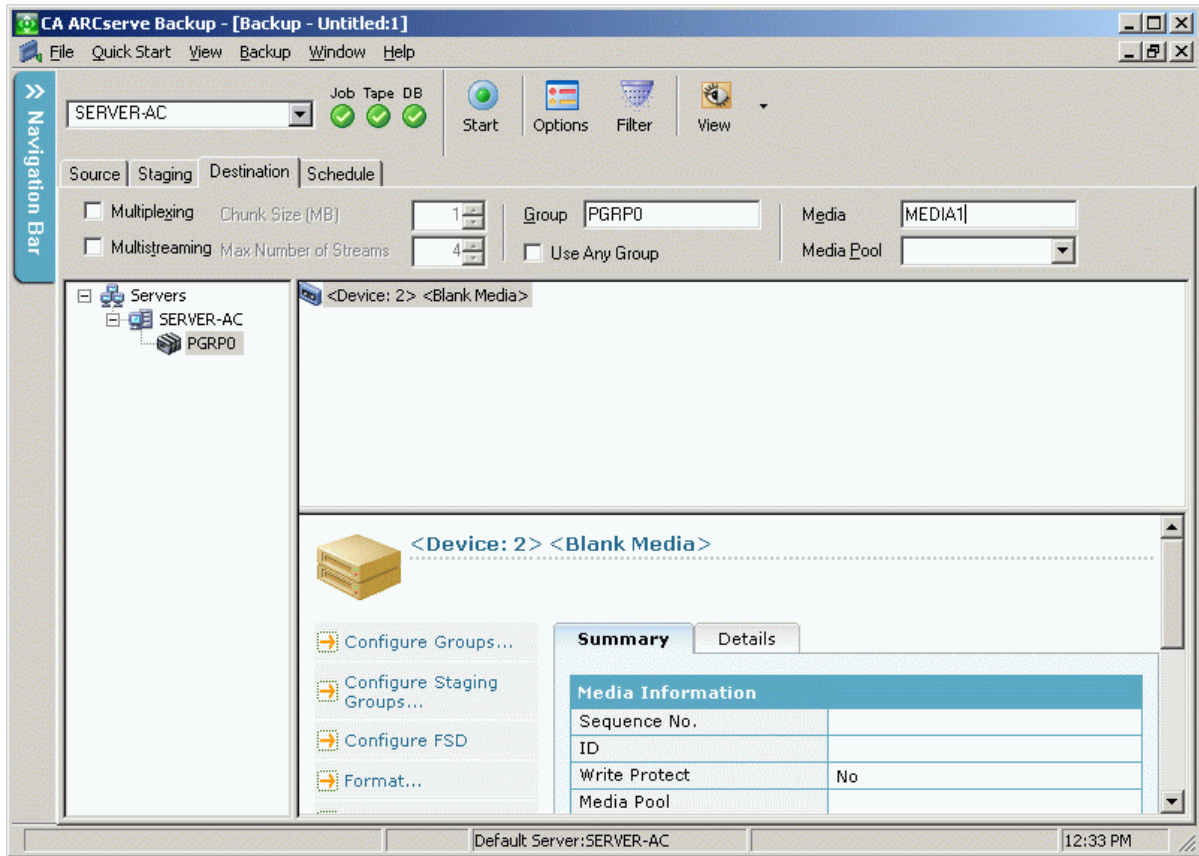 CA ARCserve Backup - [Backup - Untitled:1]
File Quick Start View Backup Window Help
Navigation Bar
SERVER-AC
Job Tape DB
Start Options Filter View
Source Staging Destination Schedule
Multiplexing Chunk Size (MB) 1 Group PGRP0 Media MEDIA1
Multistreaming Max Number of Streams 4 Use Any Group Media Pool
Servers
SERVER-AC
PGRP0
<Device: 2> <Blank Media>
<Device: 2> <Blank Media>
Configure Groups...
Configure Staging
Groups...
Configure FSD
Format...
Summary Details
Media Information
Sequence No.
ID
Write Protect No
Media Pool
Default Server:SERVER-AC 12:33 PM